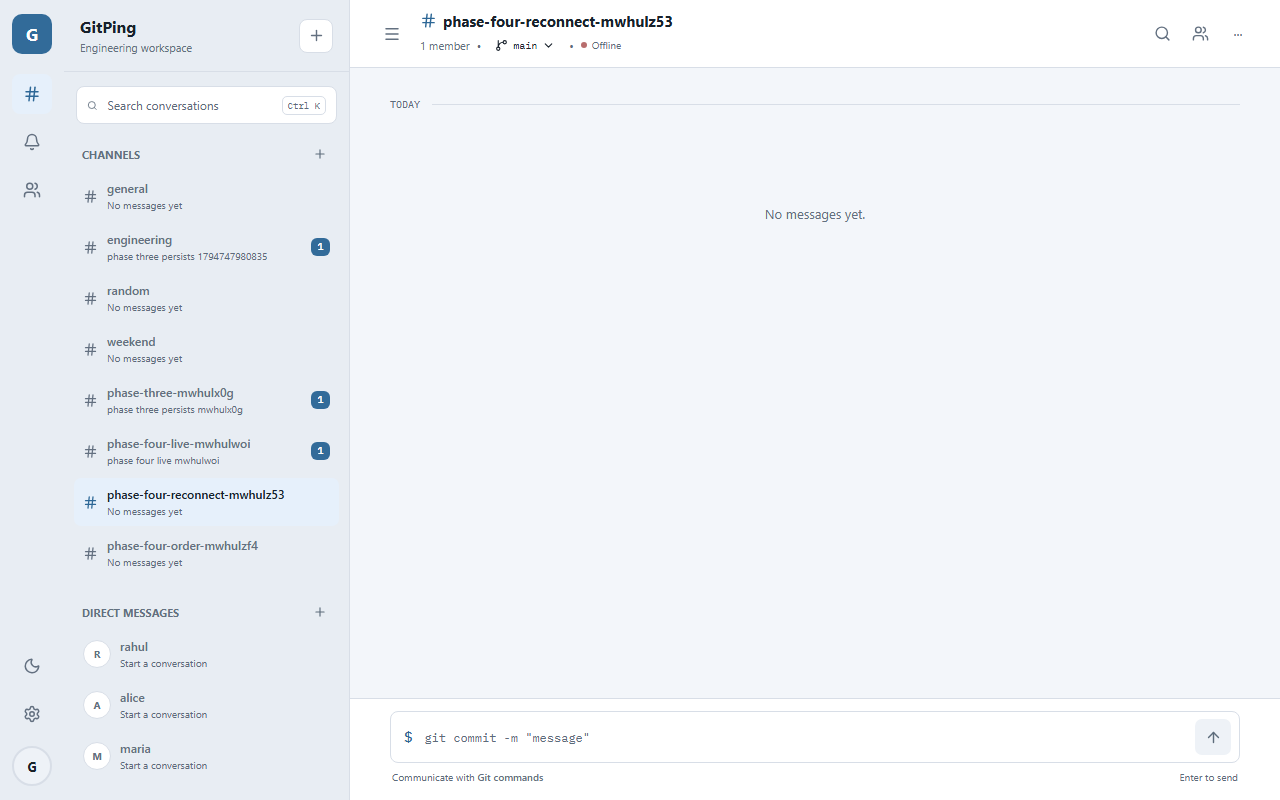 G
GitPing
Engineering workspace
Search conversations
Ctrl K
CHANNELS
general
No messages yet
engineering
phase three persists 1794747980835
1
random
No messages yet
weekend
No messages yet
phase-three-mwhulx0g
phase three persists mwhulx0g
1
phase-four-live-mwhulwoi
phase four live mwhulwoi
1
phase-four-reconnect-mwhulz53
No messages yet
phase-four-order-mwhulzf4
No messages yet
DIRECT MESSAGES
R
rahul
Start a conversation
A
alice
Start a conversation
M
maria
Start a conversation
G
# phase-four-reconnect-mwhulz53
1 member • main • Offline
TODAY
No messages yet.
$ git commit -m "message"
Communicate with Git commands
Enter to send